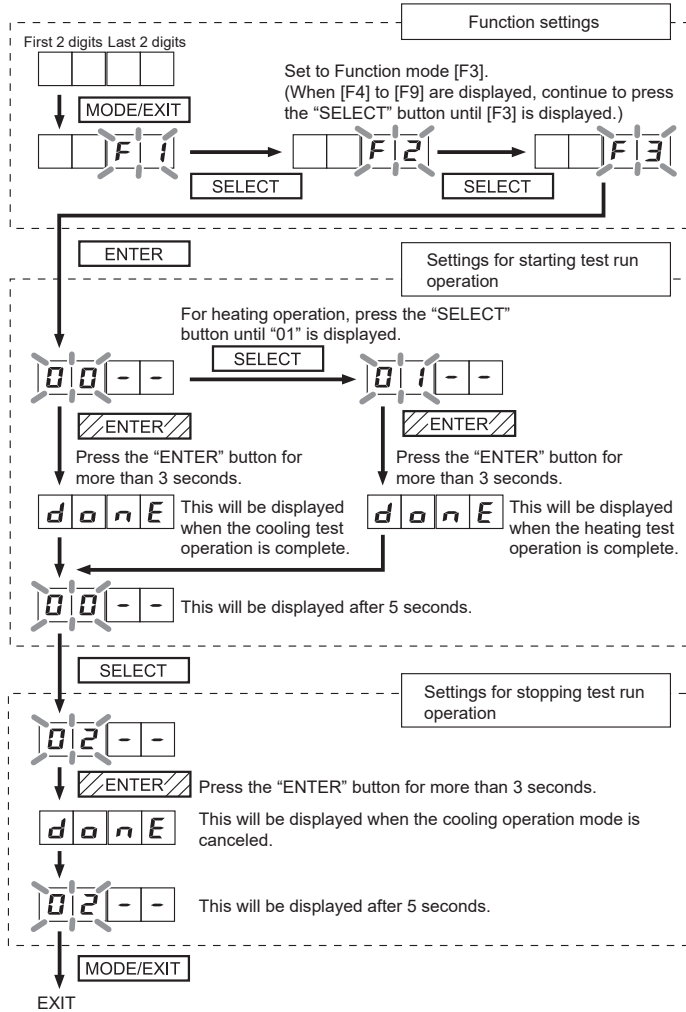 Function settings
First 2 digits Last 2 digits
Set to Function mode [F3].
(When [F4] to [F9] are displayed, continue to press
the “SELECT” button until [F3] is displayed.)
MODE/EXIT
F 1
F 2
F 3
SELECT
SELECT
ENTER
Settings for starting test run
operation
For heating operation, press the “SELECT”
button until “01” is displayed.
SELECT
0 0 - -
0 1 - -
ENTER
ENTER
Press the “ENTER” button for
more than 3 seconds.
Press the “ENTER” button for
more than 3 seconds.
d o n E
This will be displayed
when the cooling test
operation is complete.
d o n E
This will be displayed
when the heating test
operation is complete.
0 0 - -
This will be displayed after 5 seconds.
SELECT
Settings for stopping test run
operation
0 2 - -
ENTER
Press the “ENTER” button for more than 3 seconds.
d o n E
This will be displayed when the cooling operation mode is
canceled.
0 2 - -
This will be displayed after 5 seconds.
MODE/EXIT
EXIT